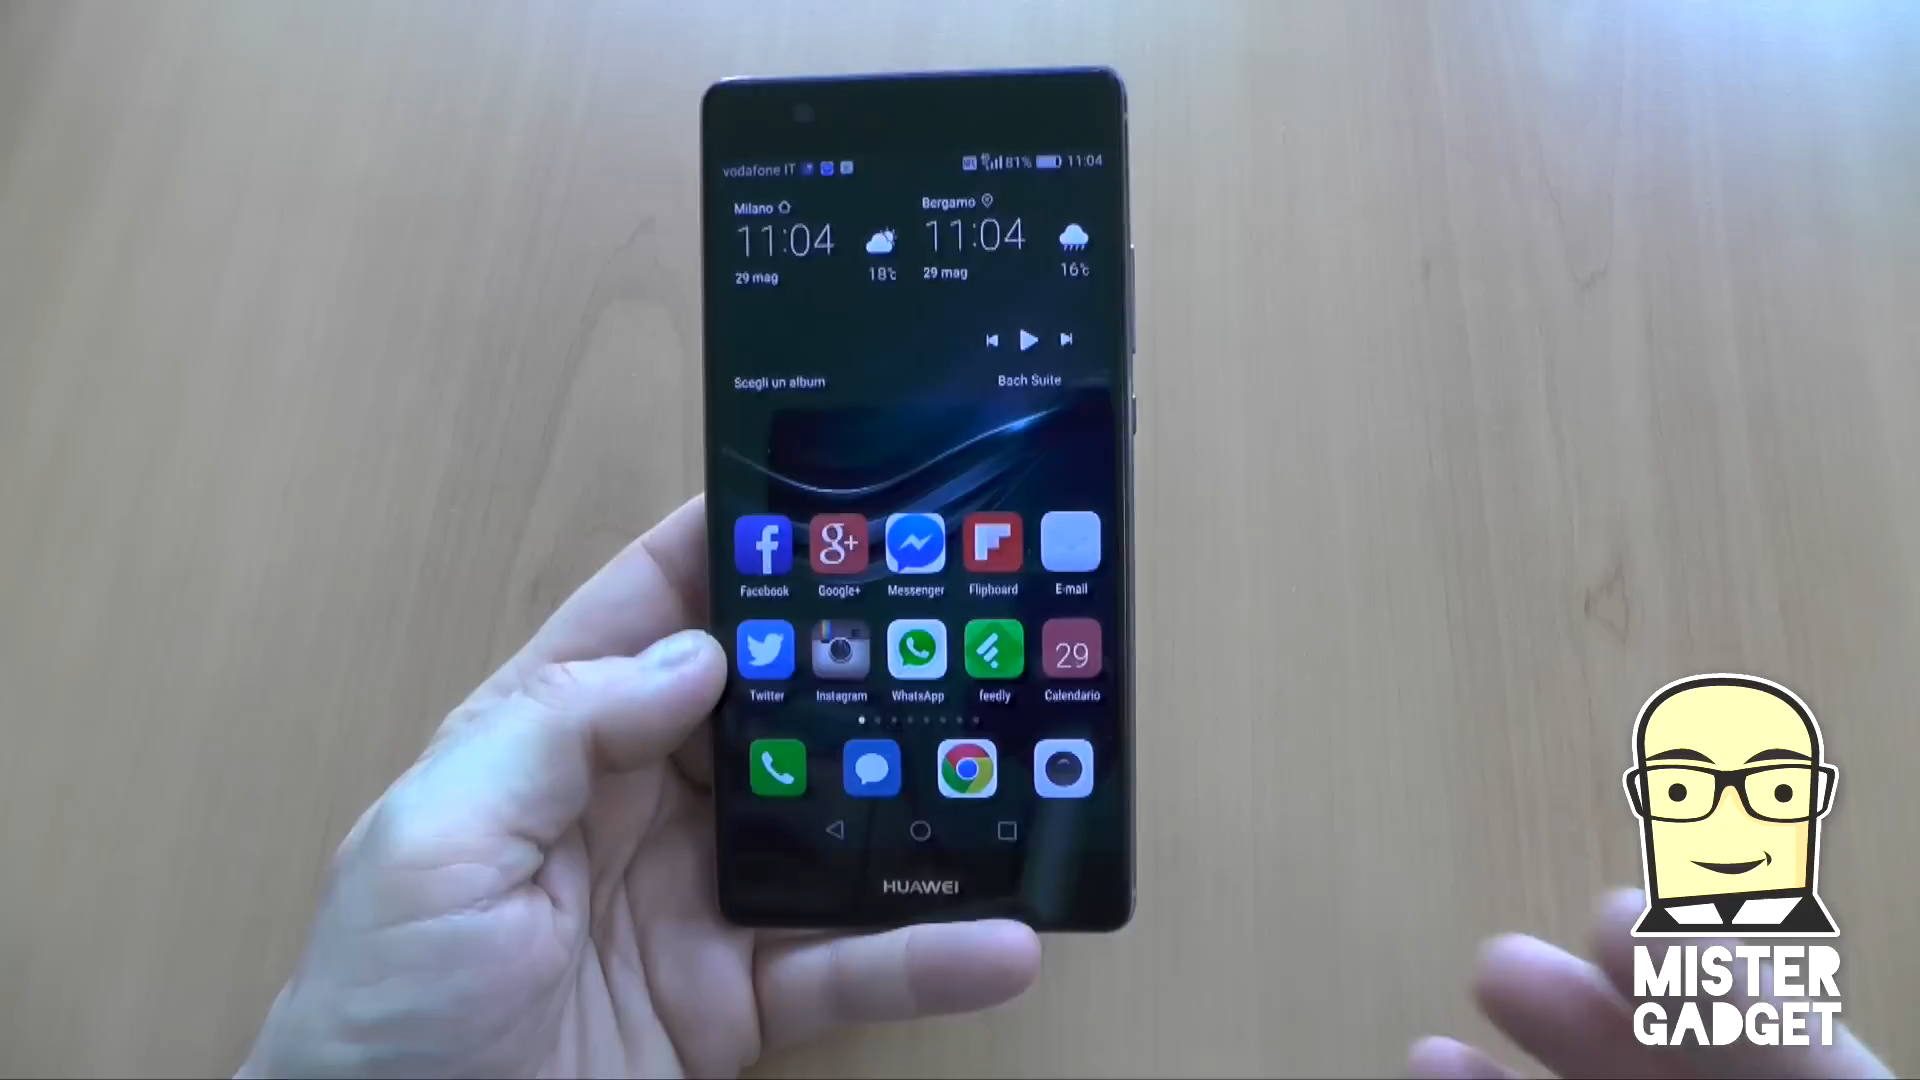 vodafone IT
81% 11:04
Milano
Bergamo
11:04
11:04
18°c
16°c
29 mag
29 mag
Scegli un album
Bach Suite
Facebook
Google+
Messenger
Flipboard
E-mail
29
Twitter
Instagram
WhatsApp
feedly
Calendario
HUAWEI
MISTER
GADGET